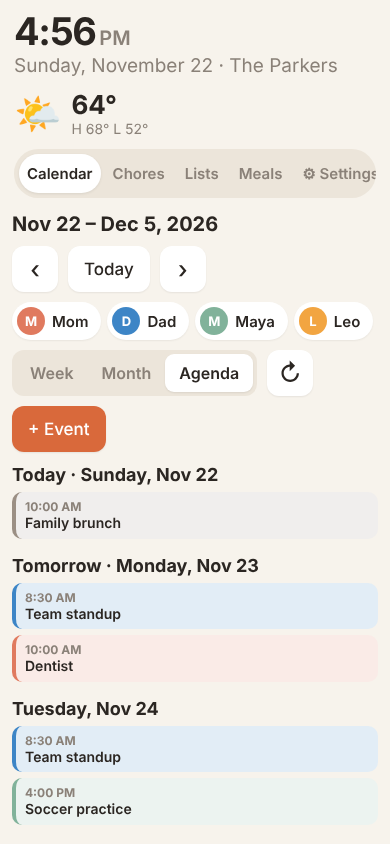 4:56 PM
Sunday, November 22 · The Parkers
64°
H 68° L 52°
Calendar Chores Lists Meals ⚙ Settings
Nov 22 – Dec 5, 2026
‹ Today ›
M Mom D Dad M Maya L Leo
Week Month Agenda ↻
+ Event
Today · Sunday, Nov 22
10:00 AM
Family brunch
Tomorrow · Monday, Nov 23
8:30 AM
Team standup
10:00 AM
Dentist
Tuesday, Nov 24
8:30 AM
Team standup
4:00 PM
Soccer practice